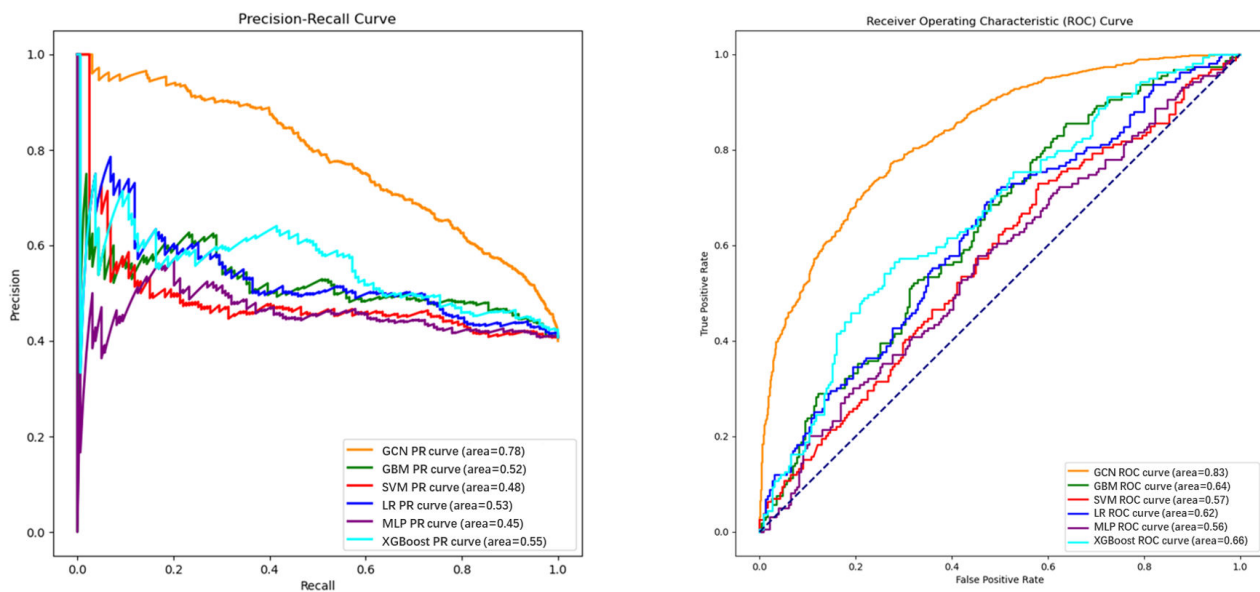 Precision-Recall Curve
Precision
1.0
0.8
0.6
0.4
0.2
0.0
GCN PR curve (area=0.78)
GBM PR curve (area=0.52)
SVM PR curve (area=0.48)
LR PR curve (area=0.53)
MLP PR curve (area=0.45)
XGBoost PR curve (area=0.55)
0.0 0.2 0.4 0.6 0.8 1.0
Recall
Receiver Operating Characteristic (ROC) Curve
True Positive Rate
1.0
0.8
0.6
0.4
0.2
0.0
GCN ROC curve (area=0.83)
GBM ROC curve (area=0.64)
SVM ROC curve (area=0.57)
LR ROC curve (area=0.62)
MLP ROC curve (area=0.56)
XGBoost ROC curve (area=0.66)
0.0 0.2 0.4 0.6 0.8 1.0
False Positive Rate